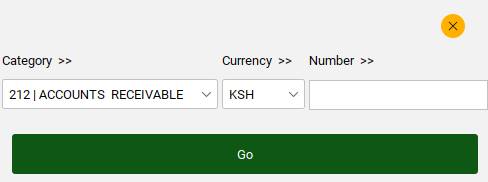 Category >> Currency >> Number >>
212 | ACCOUNTS RECEIVABLE KSH
Go